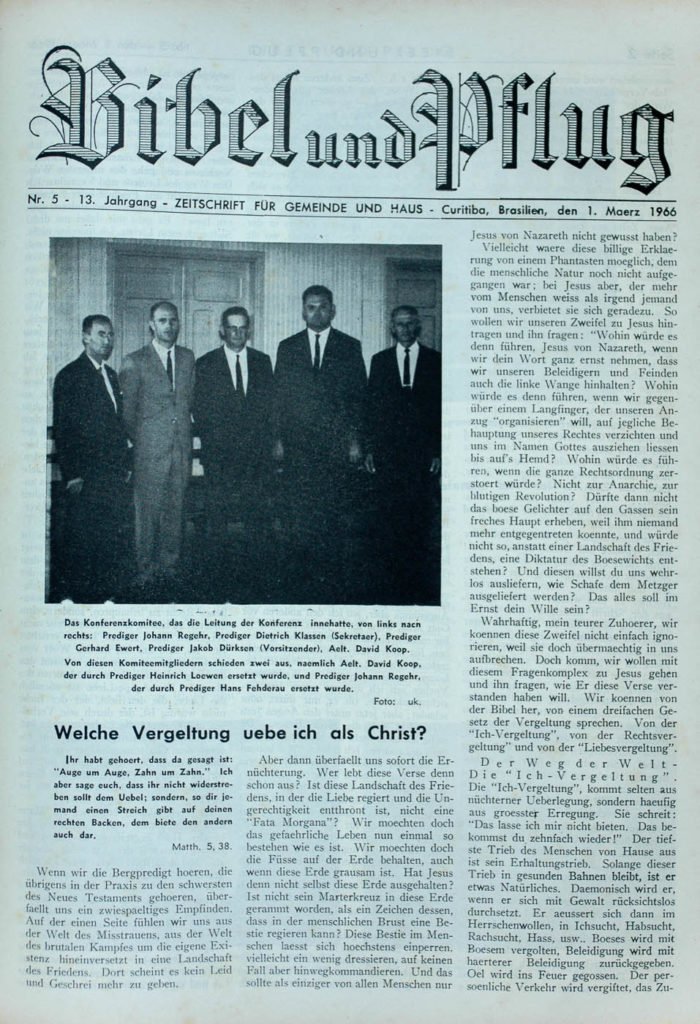 Bibel und Pflug
Nr. 5 - 13. Jahrgang - ZEITSCHRIFT FÜR GEMEINDE UND HAUS - Curitiba, Brasilien, den 1. Maerz 1966
Das Konferenzkomitee, das die Leitung der Konferenz innehatte, von links nach
rechts: Prediger Johann Regehr, Prediger Dietrich Klassen (Sekretaer), Prediger
Gerhard Ewert, Prediger Jakob Dürksen (Vorsitzender), Aelt. David Koop.
Von diesen Komiteemitgliedern schieden zwei aus, naemlich Aelt. David Koop,
der durch Prediger Heinrich Loewen ersetzt wurde, und Prediger Johann Regehr,
der durch Prediger Hans Fehderau ersetzt wurde.
Foto: uk.
Welche Vergeltung uebe ich als Christ?
Ihr habt gehoert, dass da gesagt ist:
"Auge um Auge, Zahn um Zahn." Ich
aber sage euch, dass ihr nicht widerstre-
ben sollt dem Uebel; sondern, so dir je-
mand einen Streich gibt auf deinen
rechten Backen, dem biete den andern
auch dar.
Matth. 5, 38.
Wenn wir die Bergpredigt hoeren, die
übrigens in der Praxis zu den schwersten
des Neues Testaments gehoeren, über-
faellt uns ein zwiespaeltiges Empfinden.
Auf der einen Seite fühlen wir uns aus
der Welt des Misstrauens, aus der Welt
des brutalen Kampfes um die eigene Exi-
stenz hineinversetzt in eine Landschaft
des Friedens. Dort scheint es kein Leid
und Geschrei mehr zu geben.
Aber dann überfaellt uns sofort die Er-
nüchterung. Wer lebt diese Verse denn
schon aus? Ist diese Landschaft des Frie-
dens, in der die Liebe regiert und die Un-
gerechtigkeit entthront ist, nicht eine
"Fata Morgana"? Wir moechten doch
das gefaehrliche Leben nun einmal so
bestehen wie es ist. Wir moechten doch
die Füsse auf der Erde behalten, auch
wenn diese Erde grausam ist. Hat Jesus
denn nicht selbst diese Erde ausgehalten?
Ist nicht sein Marterkreuz in diese Erde
gerammt worden, als ein Zeichen dessen,
dass in der menschlichen Brust eine Be-
stie regieren kann? Diese Bestie im Men-
schen laesst sich hoechstens einperren,
vielleicht ein wenig dressieren, auf keinen
Fall aber hinwegkommandieren. Und das
sollte als einziger von allen Menschen nur
Jesus von Nazareth nicht gewusst haben?
Vielleicht waere diese billige Erklae-
rung von einem Phantasten moeglich, dem
die menschliche Natur noch nicht aufge-
gangen war; bei Jesus aber, der mehr
vom Menschen weiss als irgend jemand
von uns, verbietet sie sich geradezu. So
wollen wir unseren Zweifel zu Jesus hin-
tragen und ihn fragen: "Wohin würde es
denn führen, Jesus von Nazareth, wenn
wir dein Wort ganz ernst nehmen, dass
wir unseren Beleidigern und Feinden
auch die linke Wange hinhalten? Wohin
würde es denn führen, wenn wir gegen-
über einem Langfinger, der unseren An-
zug "organisieren" will, auf jegliche Be-
hauptung unseres Rechtes verzichten und
uns im Namen Gottes ausziehen liessen
bis auf's Hemd? Wohin würde es füh-
ren, wenn die ganze Rechtsordnung zer-
stoert würde? Nicht zur Anarchie, zur
blutigen Revolution? Dürfte dann nicht
das boese Gelichter auf den Gassen sein
freches Haupt erheben, weil ihm niemand
mehr entgegentreten koennte, und würde
nicht so, anstatt einer Landschaft des Frie-
dens, eine Diktatur des Boesewichts ent-
stehen? Und diesen willst du uns wehr-
los ausliefern, wie Schafe dem Metzger
ausgeliefert werden? Das alles soll im
Ernst dein Wille sein?
Wahrhaftig, mein teurer Zuhoerer, wir
koennen diese Zweifel nicht einfach igno-
rieren, weil sie doch übermaechtig in uns
aufbrechen. Doch komm, wir wollen mit
diesem Fragenkomplex zu Jesus gehen
und ihn fragen, wie Er diese Verse ver-
standen haben will. Wir koennen von
der Bibel her, von einem dreifachen Ge-
setz der Vergeltung sprechen. Von der
"Ich-Vergeltung", von der Rechtsver-
geltung" und von der "Liebesvergeltung".
Der Weg der Welt -
Die "Ich-Vergeltung".
Die "Ich-Vergeltung", kommt selten aus
nüchterner Ueberlegung, sondern haeufig
aus groesster Erregung. Sie schreit:
"Das lasse ich mir nicht bieten. Das be-
kommst du zehnfach wieder!" Der tief-
ste Trieb des Menschen von Hause aus
ist sein Erhaltungstrieb. Solange dieser
Trieb in gesunden Bahnen bleibt, ist er
etwas Natürliches. Daemonisch wird er,
wenn er sich mit Gewalt rücksichtslos
durchsetzt. Er aeussert sich dann im
Herrschenwollen, in Ichsucht, Habsucht,
Rachsucht, Hass, usw.. Boeses wird mit
Boesem vergolten, Beleidigung wird mit
haerterer Beleidigung zurückgegeben.
Oel wird ins Feuer gegossen. Der per-
soenliche Verkehr wird vergiftet, das Zu-